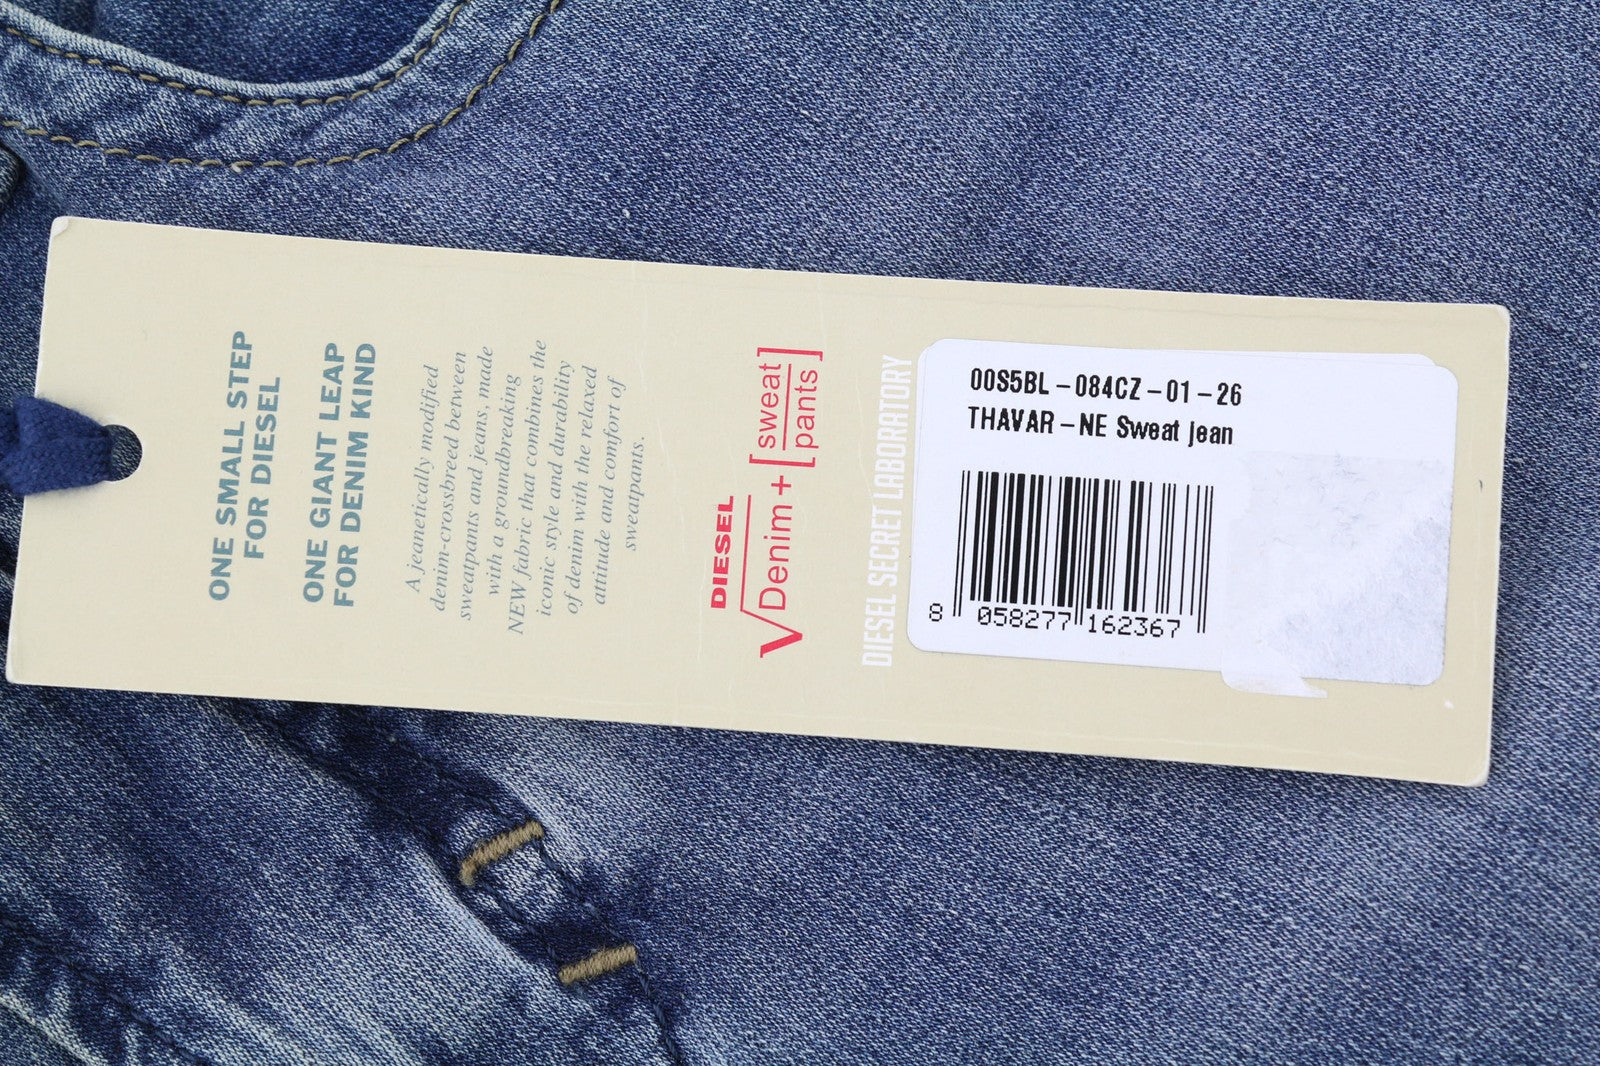 ONE SMALL STEP
FOR DIESEL
ONE GIANT LEAP
FOR DENIM KIND
A jeanetically modified
denim-crossbreed between
sweatpants and jeans, made
with a groundbreaking
NEW fabric that combines the
iconic style and durability
of denim with the relaxed
attitude and comfort of
sweatpants.
DIESEL
√Denim + [sweat
pants]
DIESEL SECRET LABORATORY
00S5BL - 084CZ - 01 - 26
THAVAR - NE Sweat jean
8 058277 162367